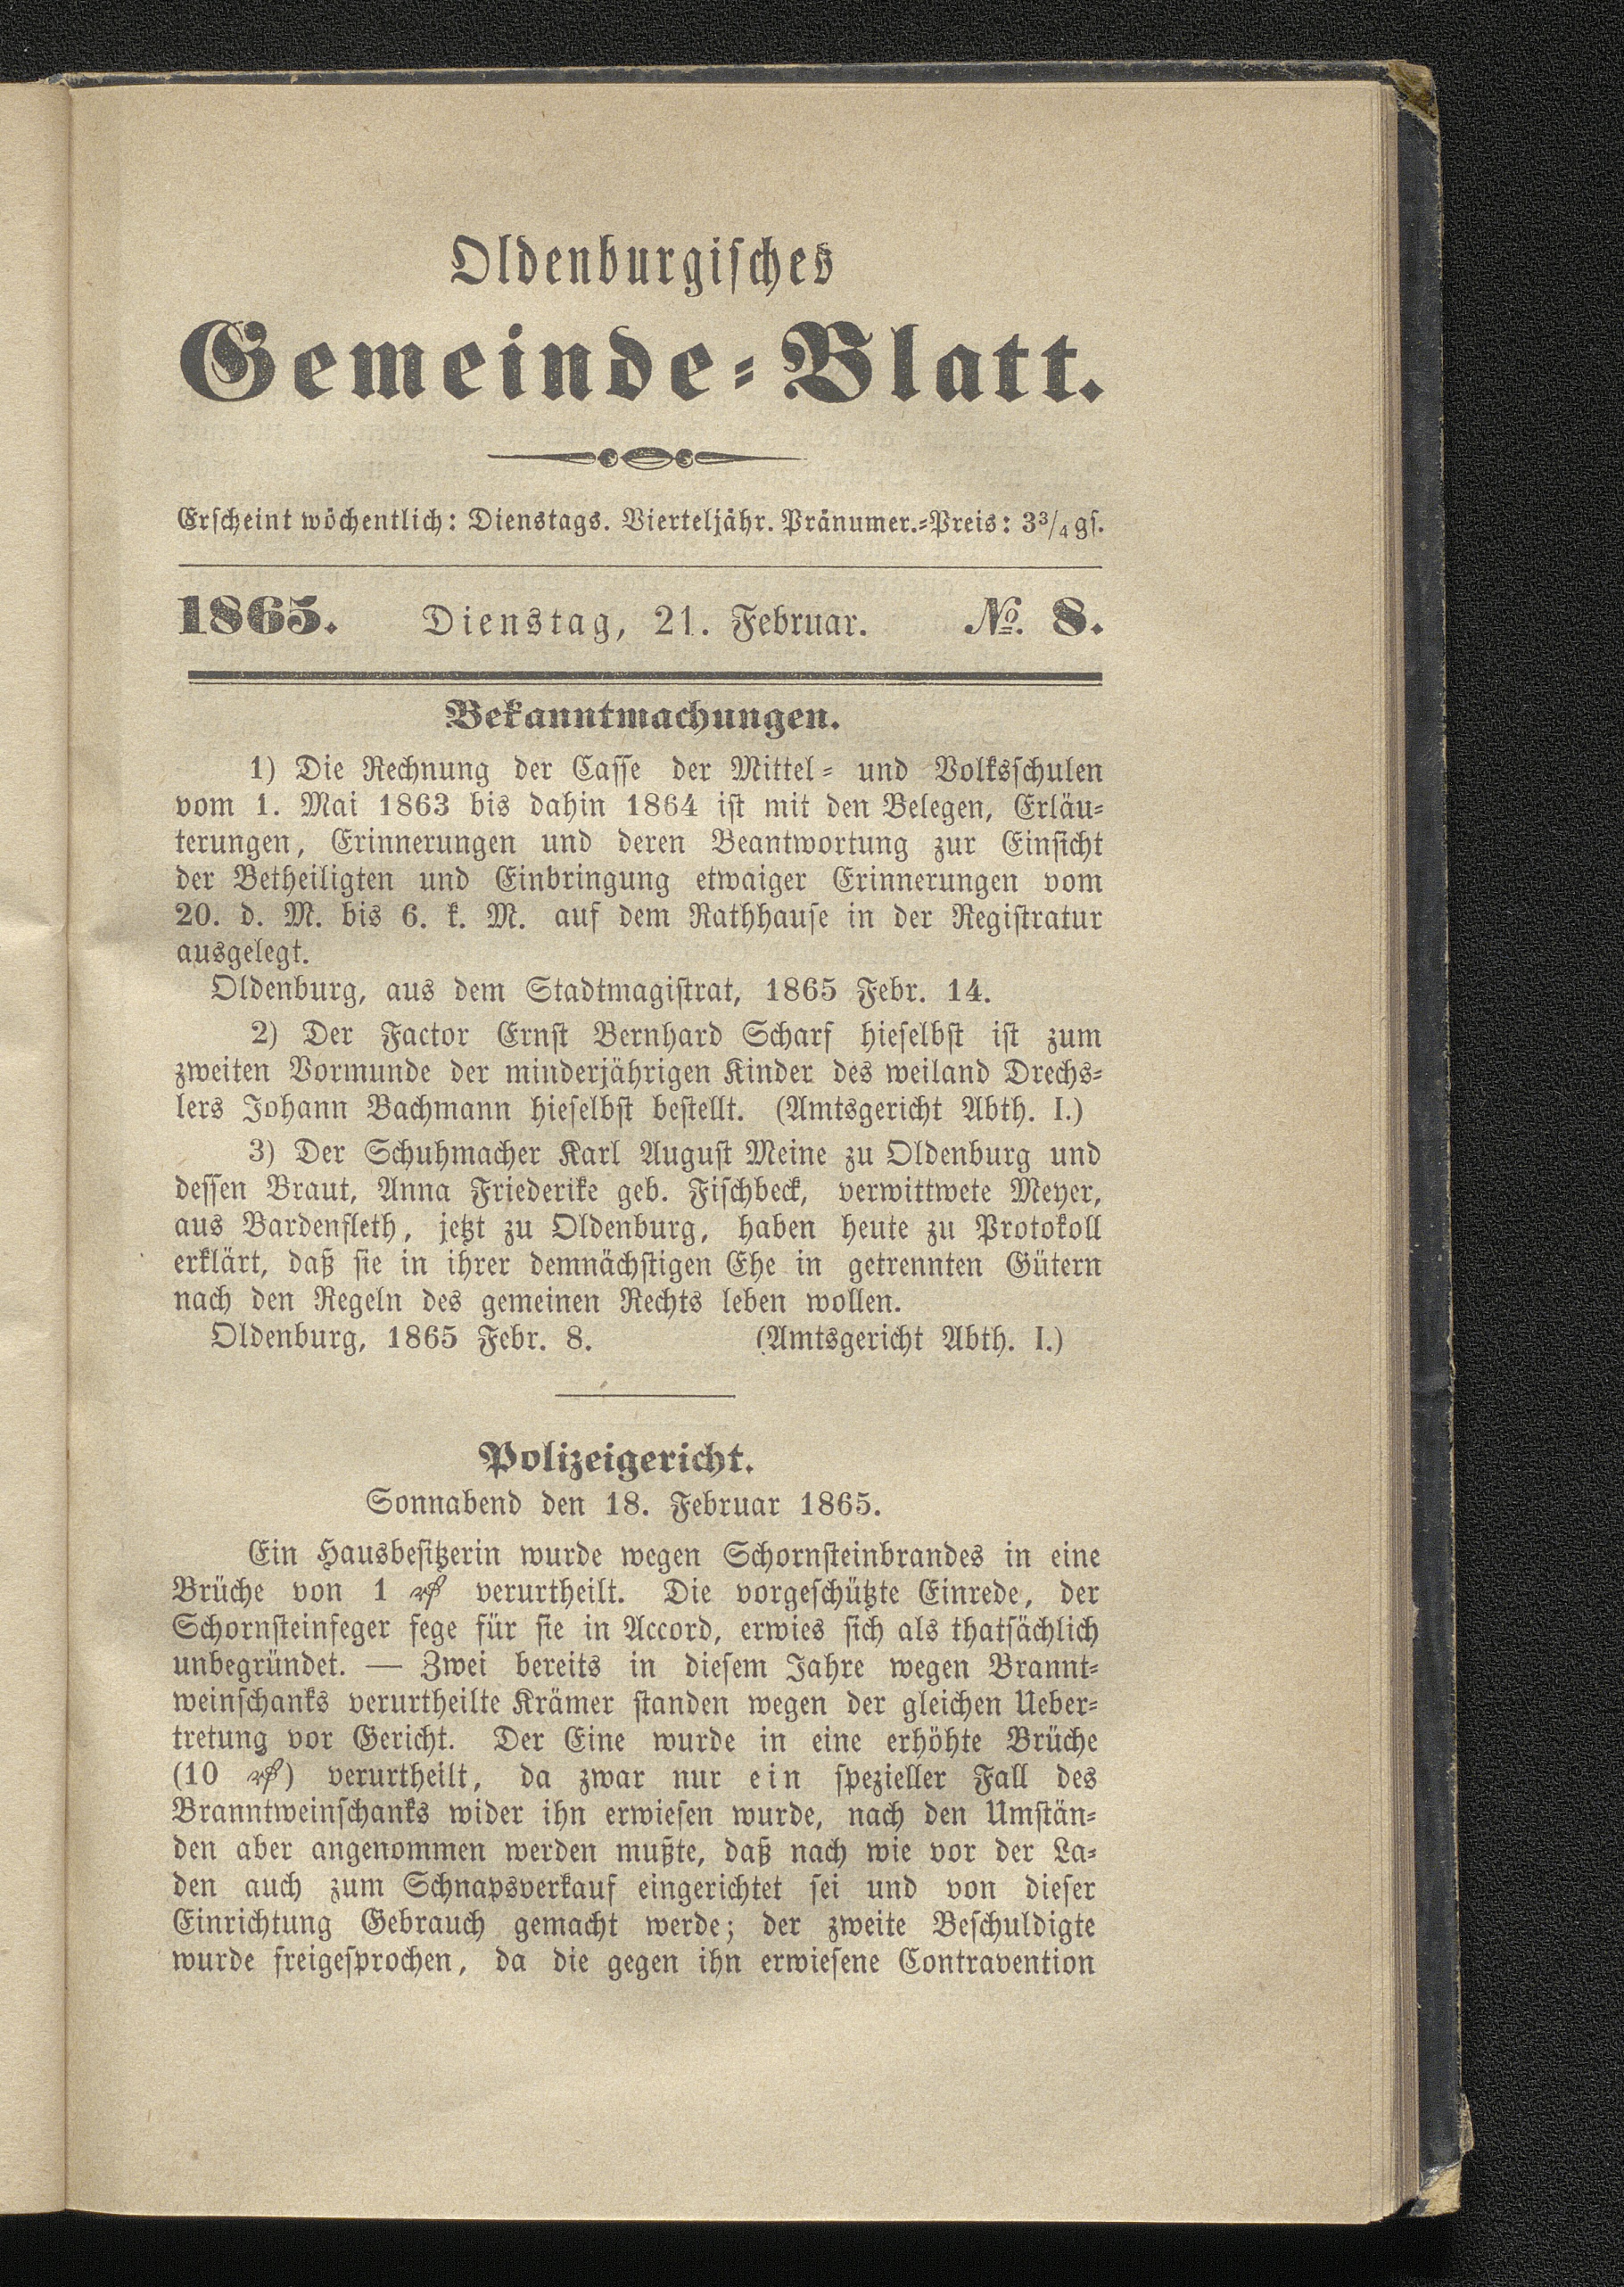 Oldenburgisches
Gemeinde-Blatt.
Erscheint wöchentlich: Dienstags. Vierteljähr. Pränumer.-Preis: 3¾ gs.
1865. Dienstag, 21. Februar. No. 8.
Bekanntmachungen.
1) Die Rechnung der Casse der Mittel- und Volksschulen
vom 1. Mai 1863 bis dahin 1864 ist mit den Belegen, Erläu-
terungen, Erinnerungen und deren Beantwortung zur Einsicht
der Betheiligten und Einbringung etwaiger Erinnerungen vom
20. d. M. bis 6. k. M. auf dem Rathhause in der Registratur
ausgelegt.
Oldenburg, aus dem Stadtmagistrat, 1865 Febr. 14.
2) Der Factor Ernst Bernhard Scharf hieselbst ist zum
zweiten Vormunde der minderjährigen Kinder des weiland Drechs-
lers Johann Bachmann hieselbst bestellt. (Amtsgericht Abth. I.)
3) Der Schuhmacher Karl August Meine zu Oldenburg und
dessen Braut, Anna Friederike geb. Fischbeck, verwittwete Meyer,
aus Bardenfleth, jetzt zu Oldenburg, haben heute zu Protokoll
erklärt, daß sie in ihrer demnächstigen Ehe in getrennten Gütern
nach den Regeln des gemeinen Rechts leben wollen.
Oldenburg, 1865 Febr. 8. (Amtsgericht Abth. I.)
Polizeigericht.
Sonnabend den 18. Februar 1865.
Ein Hausbesitzerin wurde wegen Schornsteinbrandes in eine
Brüche von 1 ₰ verurtheilt. Die vorgeschützte Einrede, der
Schornsteinfeger fege für sie in Accord, erwies sich als thatsächlich
unbegründet. — Zwei bereits in diesem Jahre wegen Brannt-
weinschanks verurtheilte Krämer standen wegen der gleichen Ueber-
tretung vor Gericht. Der Eine wurde in eine erhöhte Brüche
(10 ₰) verurtheilt, da zwar nur ein spezieller Fall des
Branntweinschanks wider ihn erwiesen wurde, nach den Umstän-
den aber angenommen werden mußte, daß nach wie vor der La-
den auch zum Schnapsverkauf eingerichtet sei und von dieser
Einrichtung Gebrauch gemacht werde; der zweite Beschuldigte
wurde freigesprochen, da die gegen ihn erwiesene Contravention